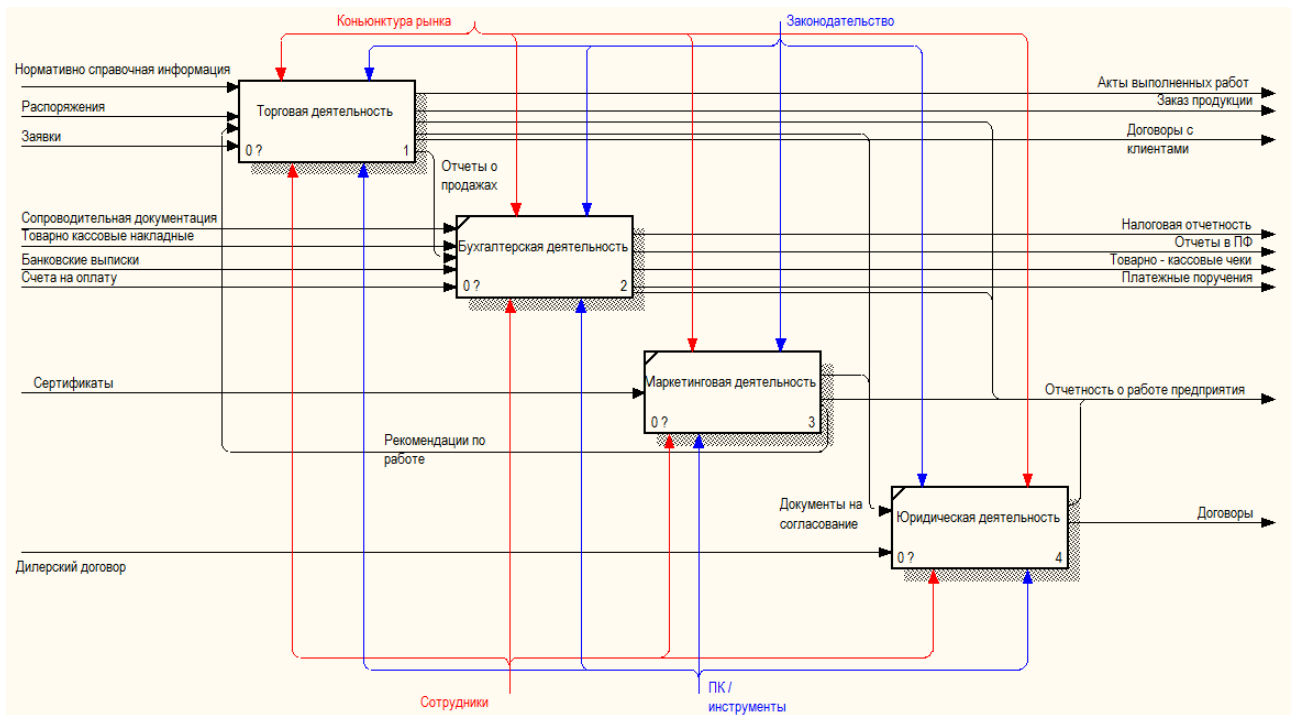 Коньюнктура рынка
Законодательство
Нормативно справочная информация
Распоряжения
Заявки
Торговая деятельность
0 ?
1
Акты выполненных работ
Заказ продукции
Договоры с
клиентами
Отчеты о
продажах
Сопроводительная документация
Товарно кассовые накладные
Банковские выписки
Счета на оплату
Бухгалтерская деятельность
0 ?
2
Налоговая отчетность
Отчеты в ПФ
Товарно - кассовые чеки
Платежные поручения
Сертификаты
Маркетинговая деятельность
0 ?
3
Отчетность о работе предприятия
Рекомендации по
работе
Документы на
согласование
Юридическая деятельность
0 ?
4
Договоры
Дилерский договор
Сотрудники
ПК /
инструменты